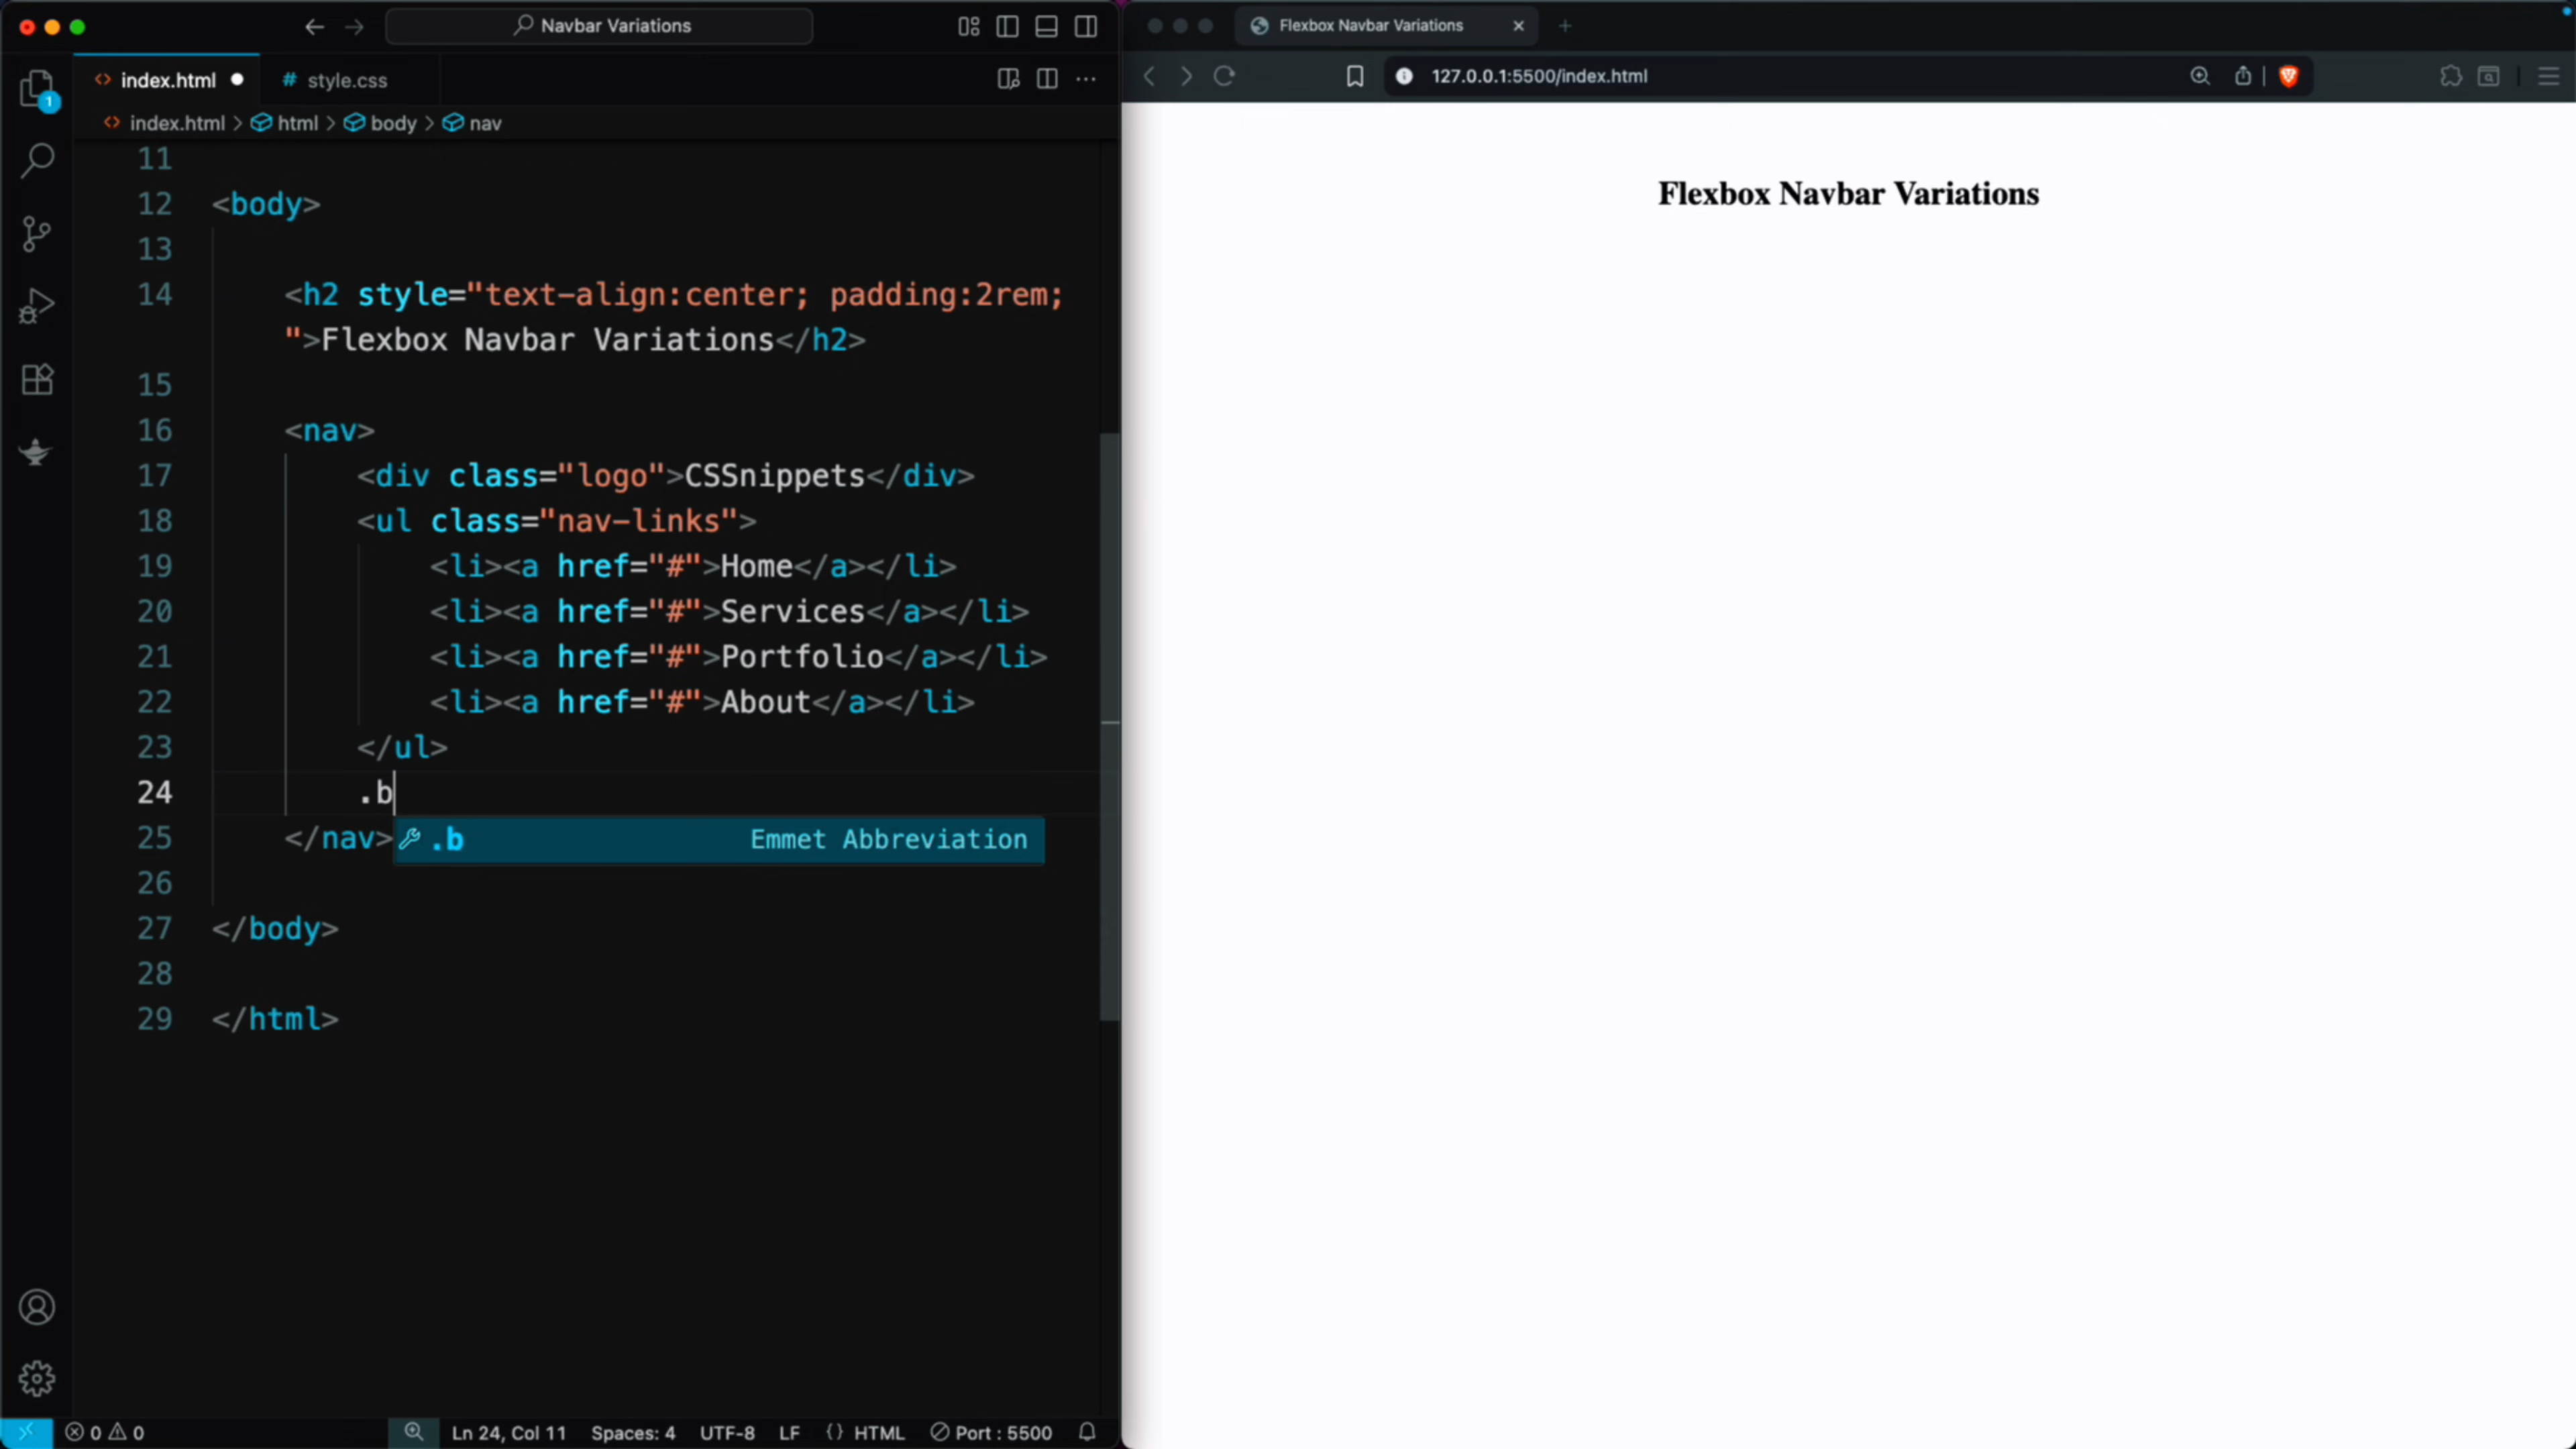 Navbar Variations
index.html
# style.css
index.html > html > body > nav
1
11
12 <body>
13
14 <h2 style="text-align:center; padding:2rem;
">Flexbox Navbar Variations</h2>
15
16 <nav>
17 <div class="logo">CSSnippets</div>
18 <ul class="nav-links">
19 <li><a href="#">Home</a></li>
20 <li><a href="#">Services</a></li>
21 <li><a href="#">Portfolio</a></li>
22 <li><a href="#">About</a></li>
23 </ul>
24 .b
25 </nav>
.b Emmet Abbreviation
26
27 </body>
28
29 </html>
0 0 Ln 24, Col 11 Spaces: 4 UTF-8 LF {} HTML Port : 5500
Flexbox Navbar Variations
127.0.0.1:5500/index.html
Flexbox Navbar Variations